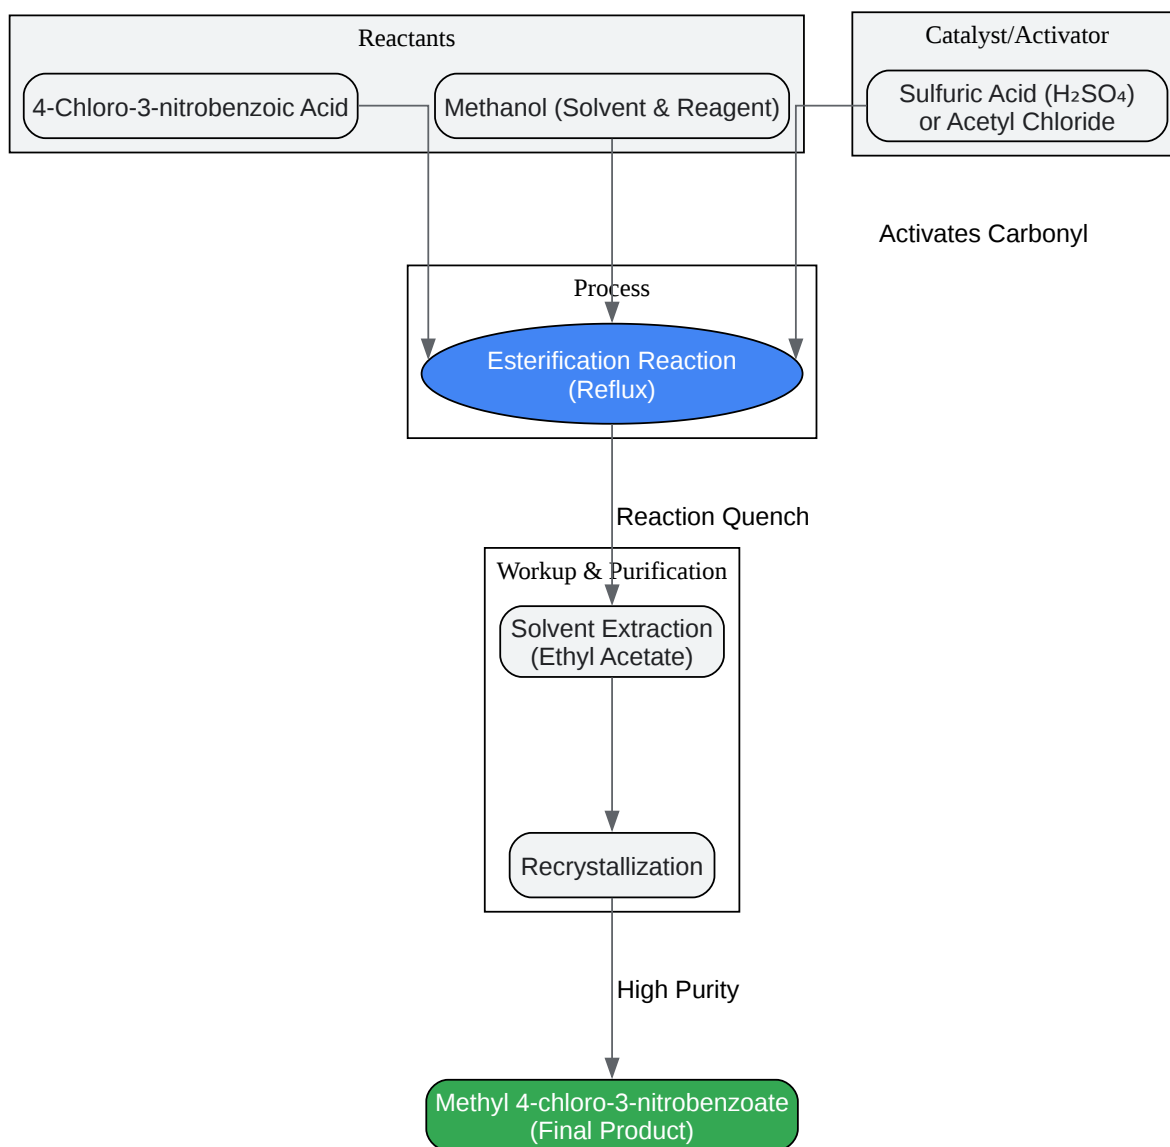 Reactants
Catalyst/Activator
4-Chloro-3-nitrobenzoic Acid
Methanol (Solvent & Reagent)
Sulfuric Acid (H₂SO₄)
or Acetyl Chloride
Activates Carbonyl
Process
Esterification Reaction
(Reflux)
Reaction Quench
Workup & Purification
Solvent Extraction
(Ethyl Acetate)
Recrystallization
High Purity
Methyl 4-chloro-3-nitrobenzoate
(Final Product)